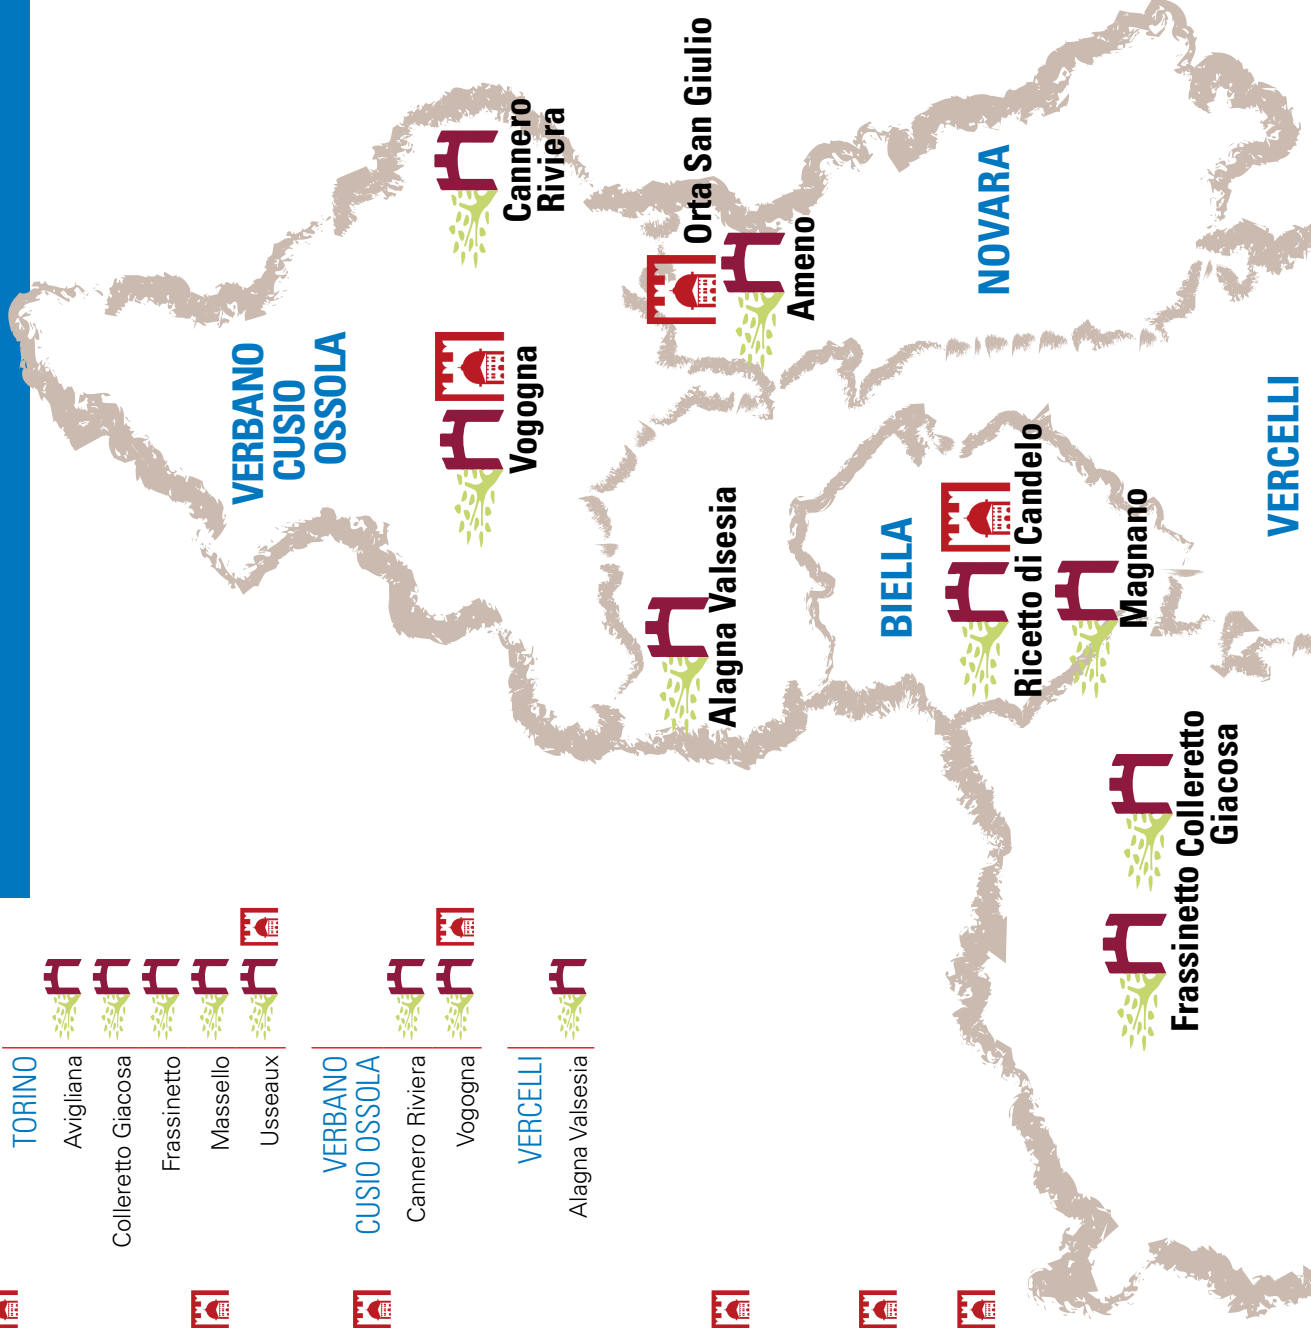 TORINO
Avigliana
Colleretto Giacosa
Frassinetto
Massello
Usseaux
VERBANO
CUSIO OSSOLA
Cannero Riviera
Vogogna
VERCELLI
Alagna Valsesia
VERBANO
CUSIO
OSSOLA
Cannero
Riviera
Vogogna
Orta San Giulio
Ameno
Alagna Valsesia
NOVARA
BIELLA
Ricetto di Candelo
Magnano
Colleretto
Giacosa
Frassinetto
VERCELLI